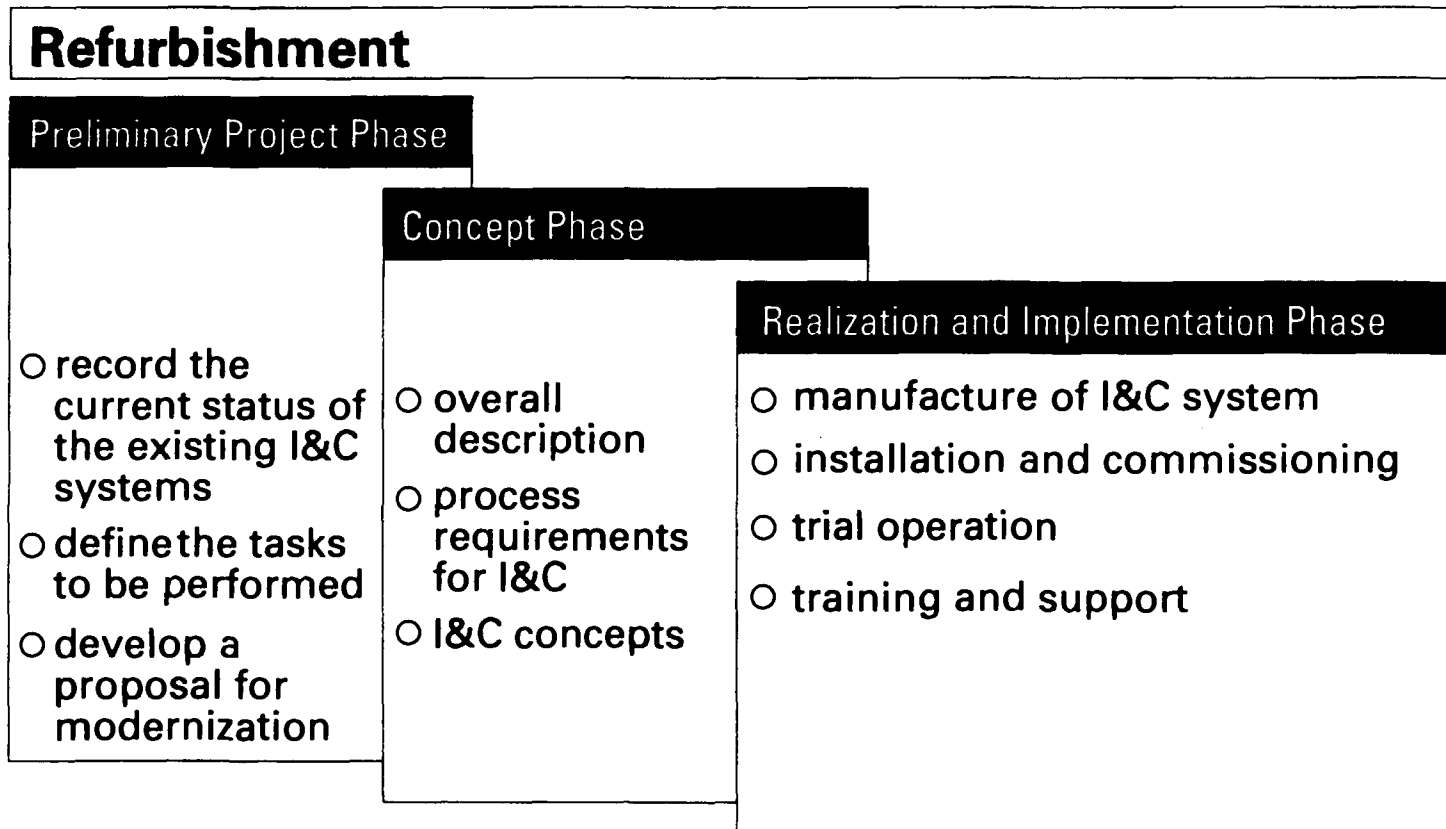 Refurbishment
Preliminary Project Phase
○ record the
current status of
the existing I&C
systems
○ definethe tasks
to be performed
○ develop a
proposal for
modernization
Concept Phase
○ overall
description
○ process
requirements
for I&C
○ I&C concepts
Realization and Implementation Phase
○ manufacture of I&C system
○ installation and commissioning
○ trial operation
○ training and support